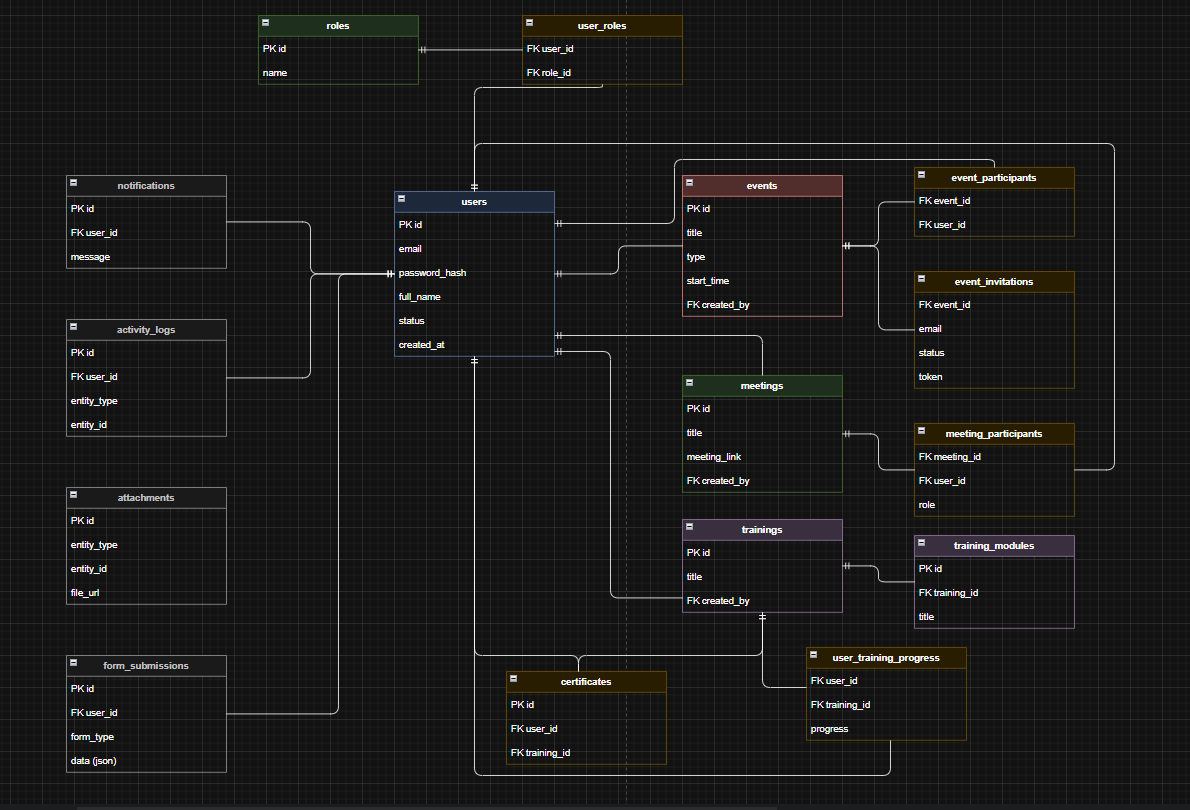 roles
PK id
name
user_roles
FK user_id
FK role_id
notifications
PK id
FK user_id
message
users
PK id
email
password_hash
full_name
status
created_at
events
PK id
title
type
start_time
FK created_by
event_participants
FK event_id
FK user_id
event_invitations
FK event_id
email
status
token
activity_logs
PK id
FK user_id
entity_type
entity_id
meetings
PK id
title
meeting_link
FK created_by
meeting_participants
FK meeting_id
FK user_id
role
attachments
PK id
entity_type
entity_id
file_url
trainings
PK id
title
FK created_by
training_modules
PK id
FK training_id
title
form_submissions
PK id
FK user_id
form_type
data (json)
certificates
PK id
FK user_id
FK training_id
user_training_progress
FK user_id
FK training_id
progress